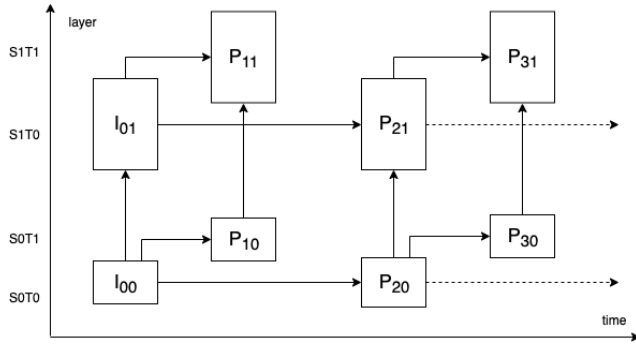 layer
S1T1
P11
P31
S1T0
I01
P21
S0T1
P10
P30
S0T0
I00
P20
time